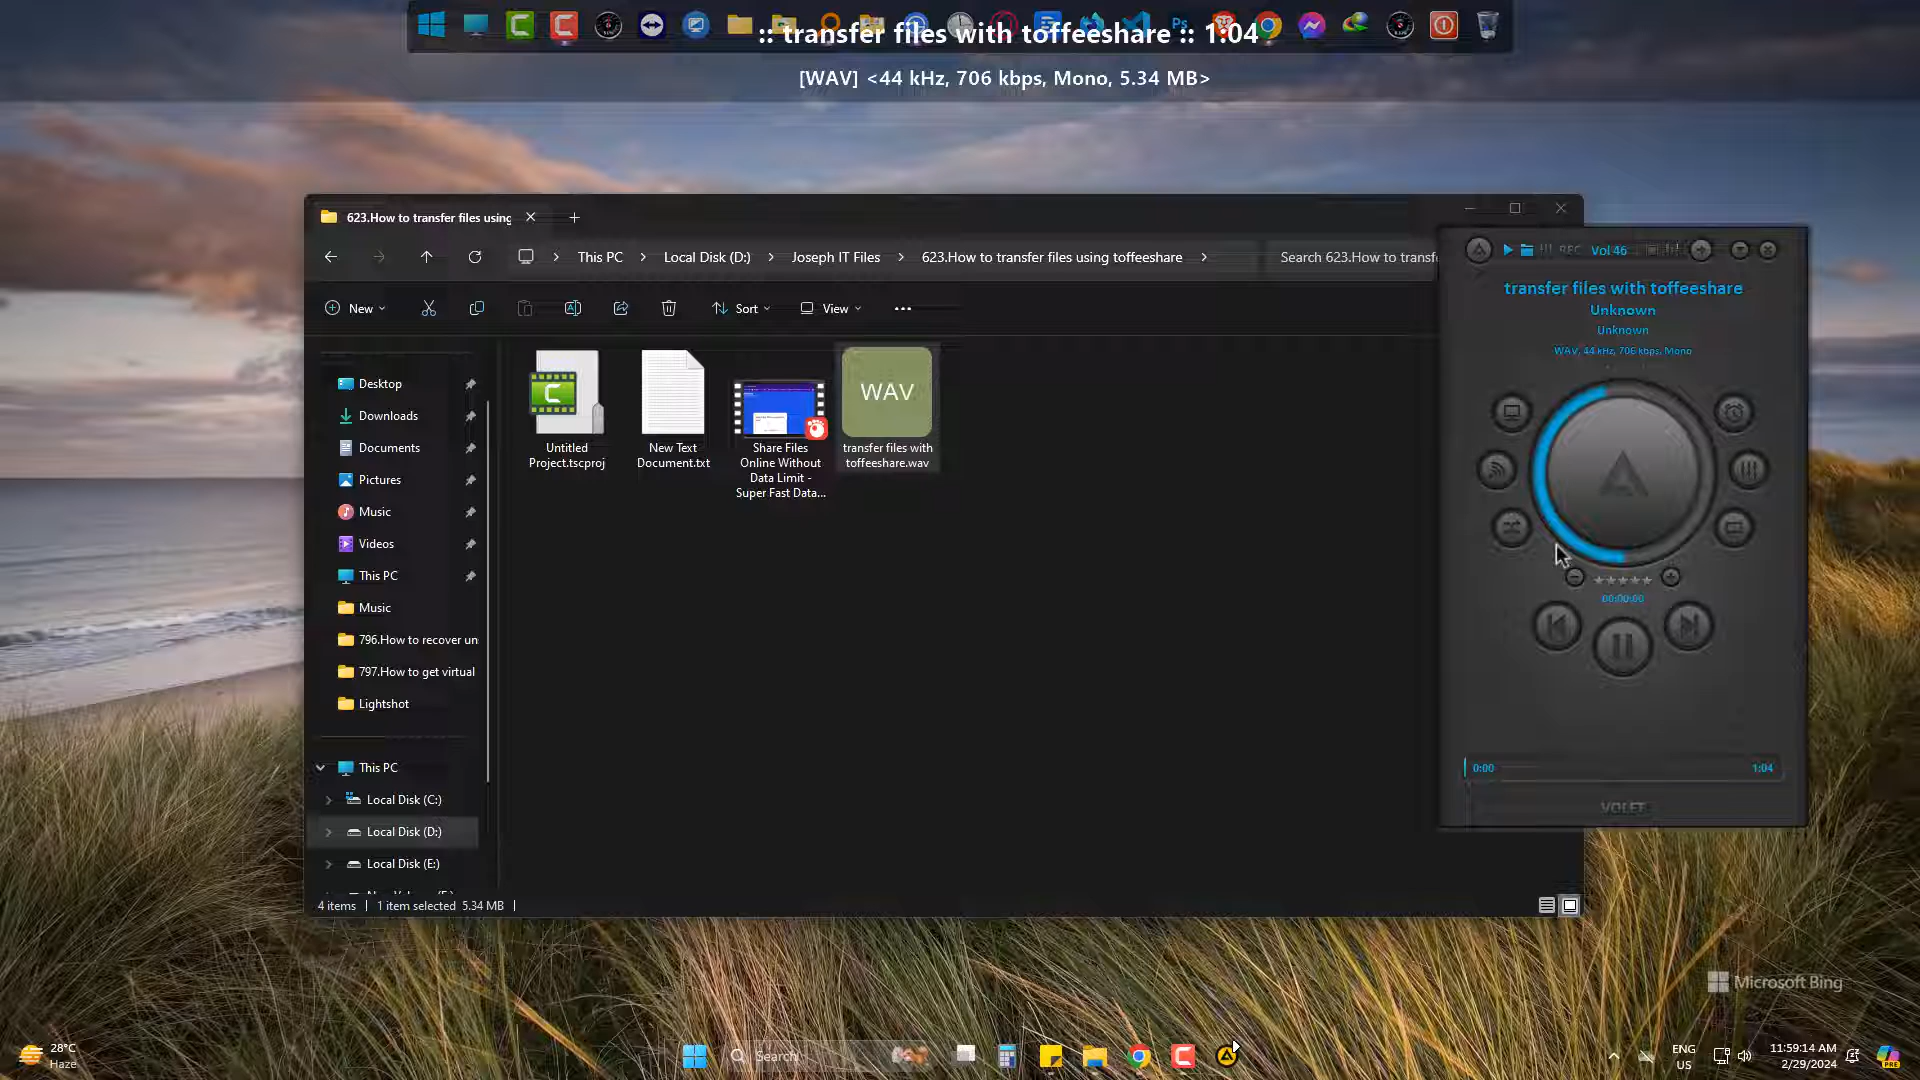 :: transfer files with toffeeshare :: 1:04
[WAV] <44 kHz, 706 kbps, Mono, 5.34 MB>
623.How to transfer files using
This PC
Local Disk (D:)
Joseph IT Files
623.How to transfer files using toffeeshare
Search 623.How to transfe
New
Sort
View
REC
Vol 46
transfer files with toffeeshare
Unknown
Unknown
WAV, 44 kHz, 706 kbps, Mono
Desktop
Downloads
Documents
Pictures
Music
Videos
This PC
Music
796.How to recover un
797.How to get virtual
Lightshot
This PC
Local Disk (C:)
Local Disk (D:)
Local Disk (E:)
Untitled
Project.tscproj
New Text
Document.txt
Share Files
Online Without
Data Limit -
Super Fast Data...
WAV
transfer files with
toffeeshare.wav
00:00:00
0:00
1:04
VOLET
4 items
1 item selected 5.34 MB
Microsoft Bing
28°C
Haze
Search
ENG
US
11:59:14 AM
2/29/2024